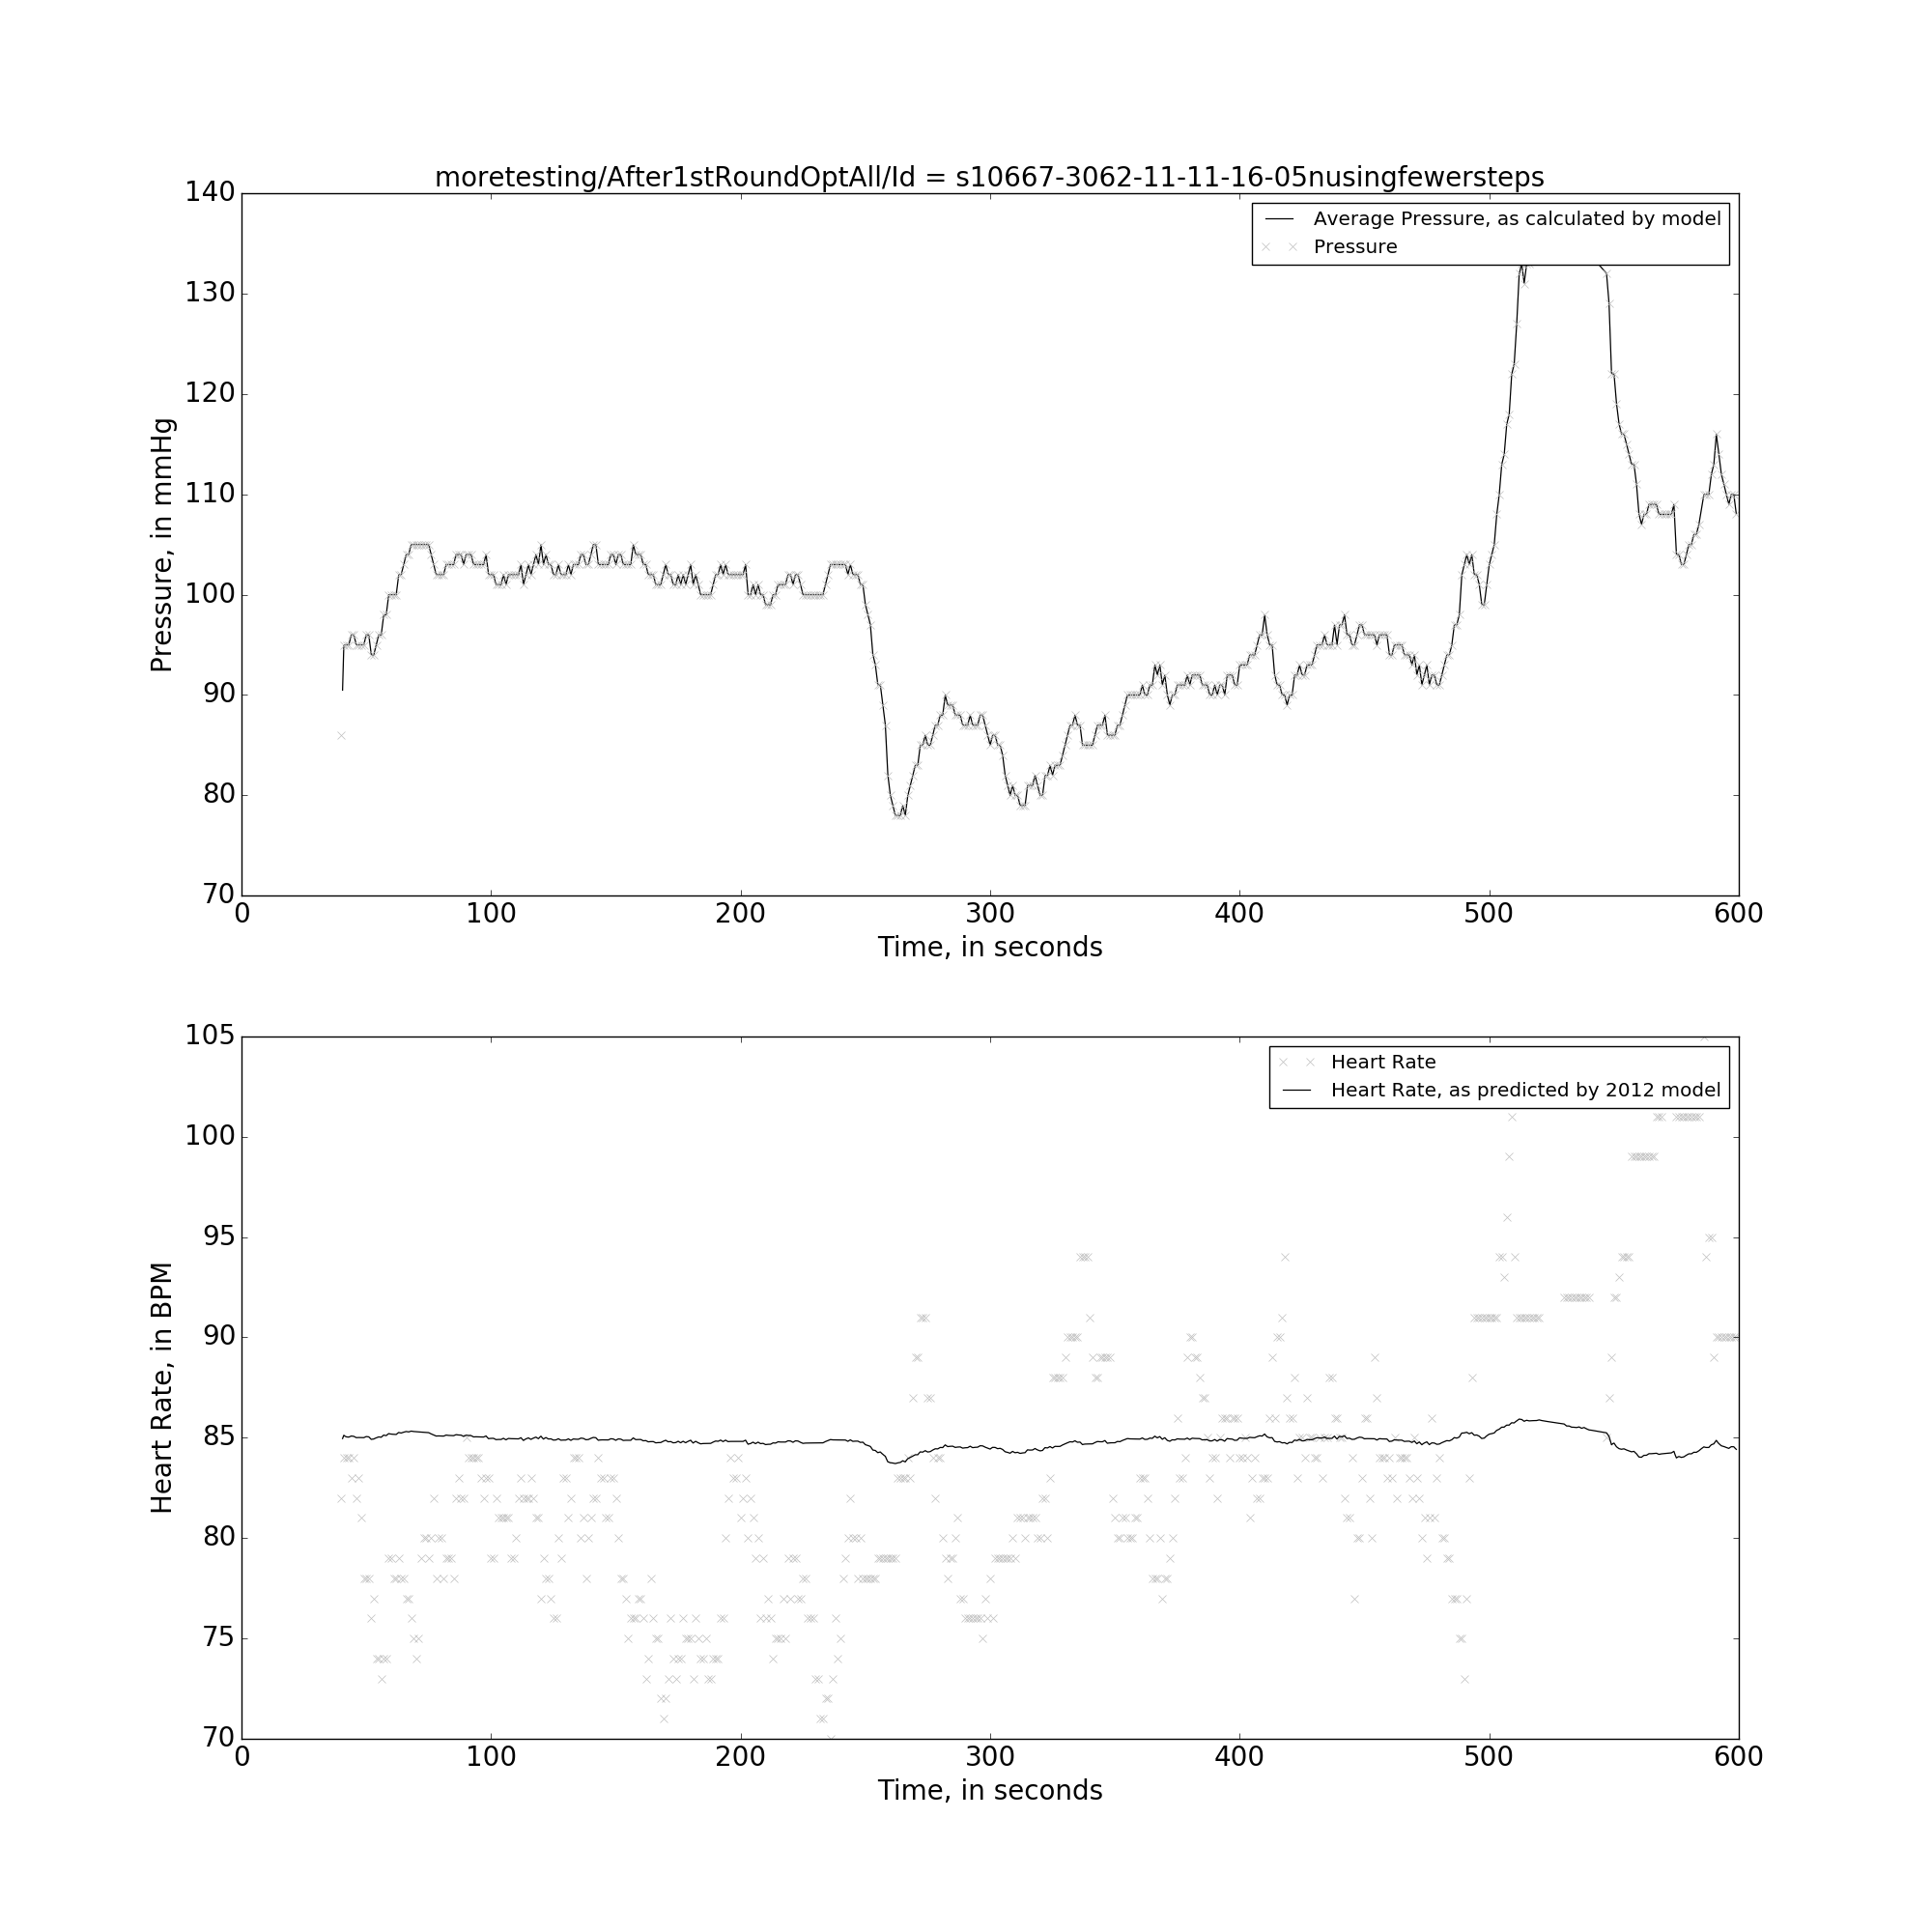 moretesting/After1stRoundOptAll/Id = s10667-3062-11-11-16-05nusingfewersteps
140
130
120
110
100
90
80
70
Pressure, in mmHg
Average Pressure, as calculated by model
Pressure
0 100 200 300 400 500 600
Time, in seconds
105
100
95
90
85
80
75
70
Heart Rate, in BPM
Heart Rate
Heart Rate, as predicted by 2012 model
0 100 200 300 400 500 600
Time, in seconds